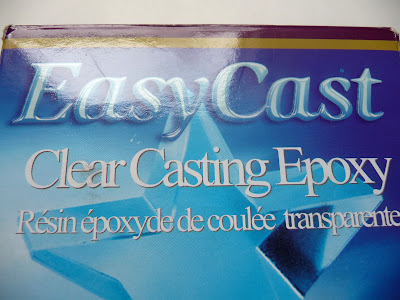 EasyCast
Clear Casting Epoxy
Résin époxyde de coulée transparente